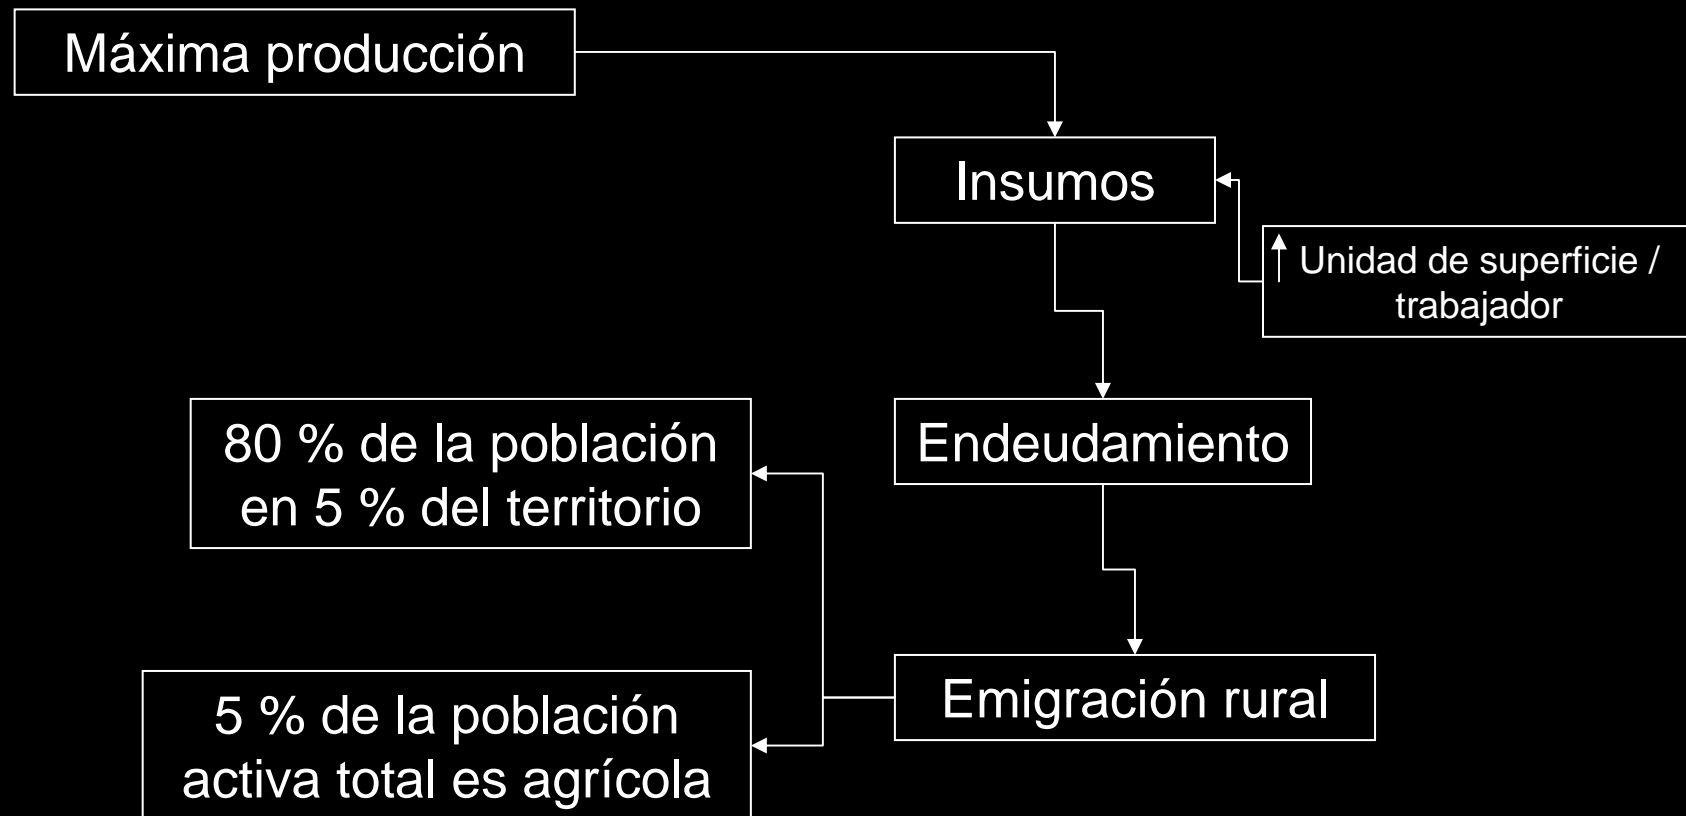 Máxima producción
Insumos
Unidad de superficie /
trabajador
80 % de la población
en 5 % del territorio
Endeudamiento
Emigración rural
5 % de la población
activa total es agrícola